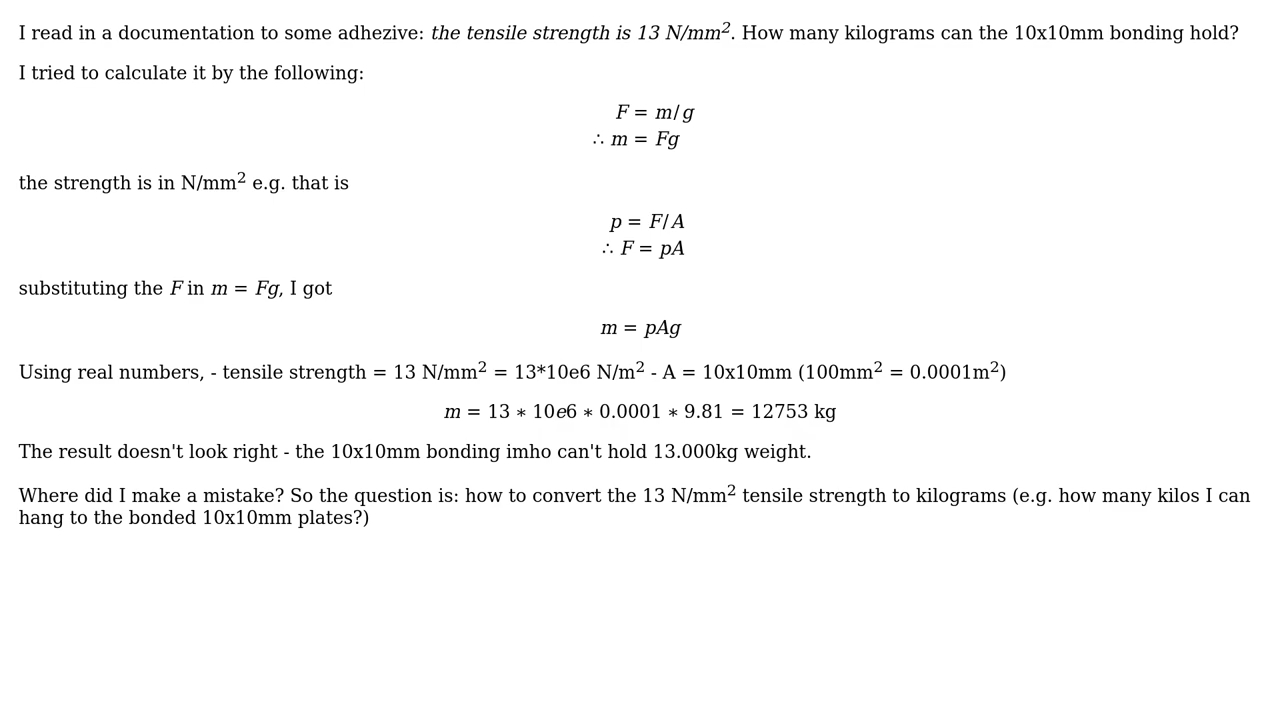 I read in a documentation to some adhezive: the tensile strength is 13 N/mm². How many kilograms can the 10x10mm bonding hold?
I tried to calculate it by the following:
F = m/g
∴ m = Fg
the strength is in N/mm² e.g. that is
p = F/A
∴ F = pA
substituting the F in m = Fg, I got
m = pAg
Using real numbers, - tensile strength = 13 N/mm² = 13*10e6 N/m² - A = 10x10mm (100mm² = 0.0001m²)
m = 13 ∗ 10e6 ∗ 0.0001 ∗ 9.81 = 12753 kg
The result doesn't look right - the 10x10mm bonding imho can't hold 13.000kg weight.
Where did I make a mistake? So the question is: how to convert the 13 N/mm² tensile strength to kilograms (e.g. how many kilos I can
hang to the bonded 10x10mm plates?)